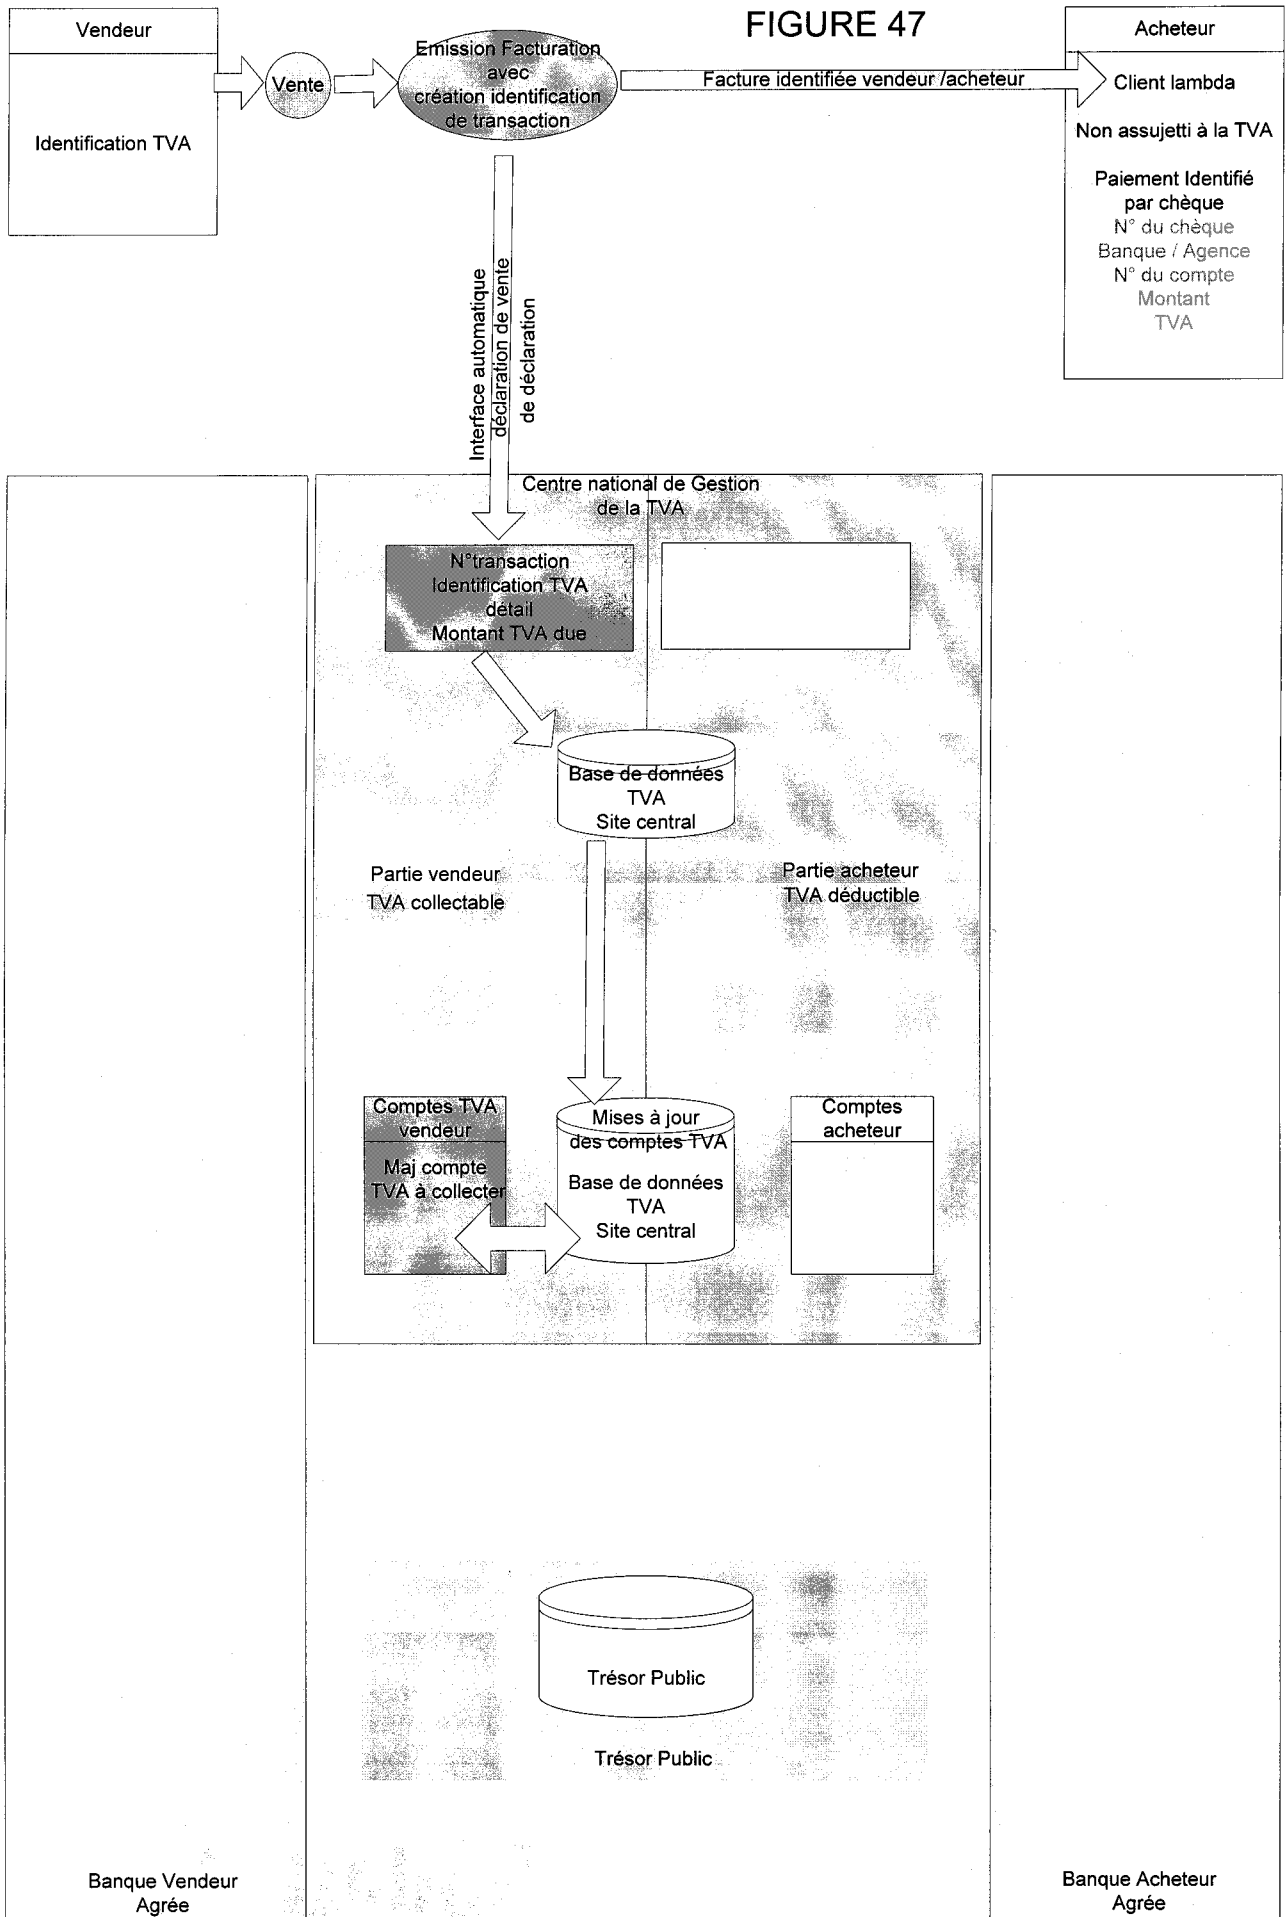 FIGURE 47
Vendeur
Identification TVA
Vente
Emission Facturation
avec
création identification
de transaction
Facture identifiée vendeur /acheteur
Acheteur
Client lambda
Non assujetti à la TVA
Paiement Identifié
par chèque
N° du chèque
Banque / Agence
N° du compte
Montant
TVA
Interface automatique
déclaration de vente
de déclaration
Centre national de Gestion
de la TVA
N°transaction
Identification TVA
détail
Montant TVA due
Base de données
TVA
Site central
Partie vendeur
TVA collectable
Partie acheteur
TVA déductible
Comptes TVA
vendeur
Maj compte
TVA à collecter
Mises à jour
des comptes TVA
Base de données
TVA
Site central
Comptes
acheteur
Trésor Public
Trésor Public
Banque Vendeur
Agrée
Banque Acheteur
Agrée